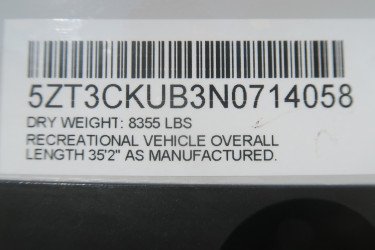 5ZT3CKUB3N0714058
DRY WEIGHT: 8355 LBS
RECREATIONAL VEHICLE OVERALL
LENGTH 35'2" AS MANUFACTURED.